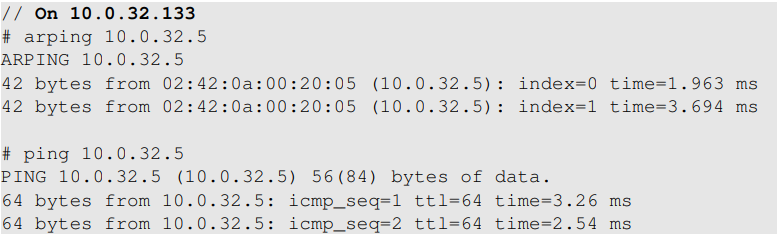 // On 10.0.32.133
# arping 10.0.32.5
ARPING 10.0.32.5
42 bytes from 02:42:0a:00:20:05 (10.0.32.5): index=0 time=1.963 ms
42 bytes from 02:42:0a:00:20:05 (10.0.32.5): index=1 time=3.694 ms

# ping 10.0.32.5
PING 10.0.32.5 (10.0.32.5) 56(84) bytes of data.
64 bytes from 10.0.32.5: icmp_seq=1 ttl=64 time=3.26 ms
64 bytes from 10.0.32.5: icmp_seq=2 ttl=64 time=2.54 ms